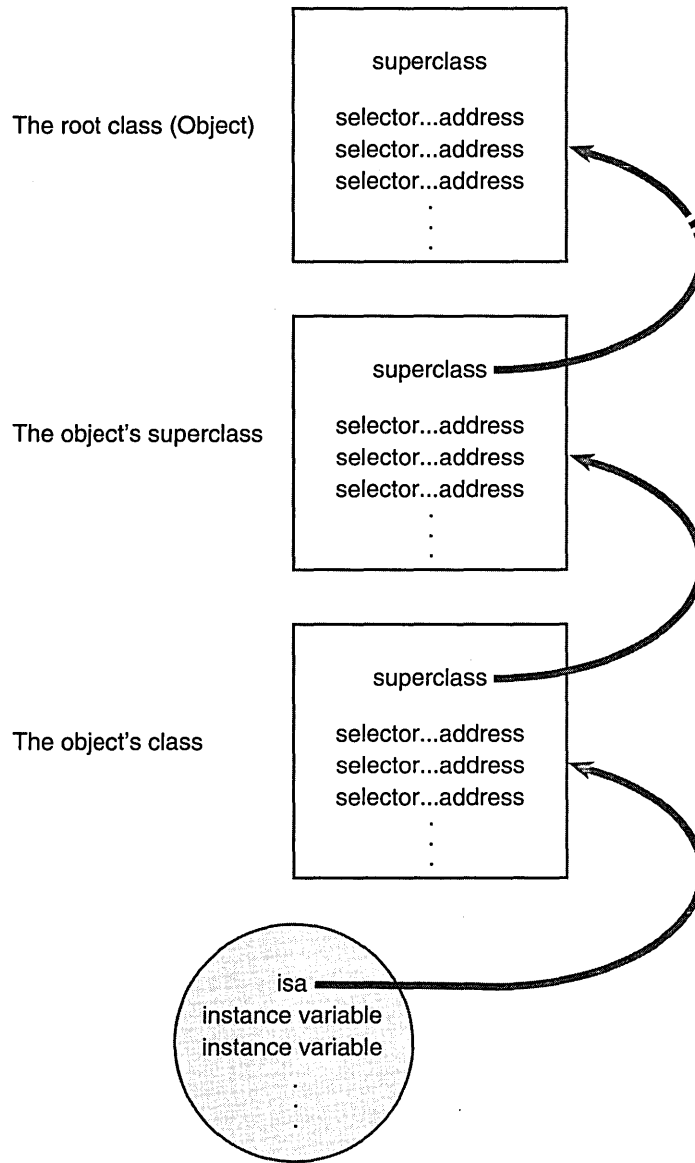 superclass
The root class (Object)
selector...address
selector...address
selector...address
.
.
.
superclass
The object's superclass
selector...address
selector...address
selector...address
.
.
.
superclass
The object's class
selector...address
selector...address
selector...address
.
.
.
isa
instance variable
instance variable
.
.
.